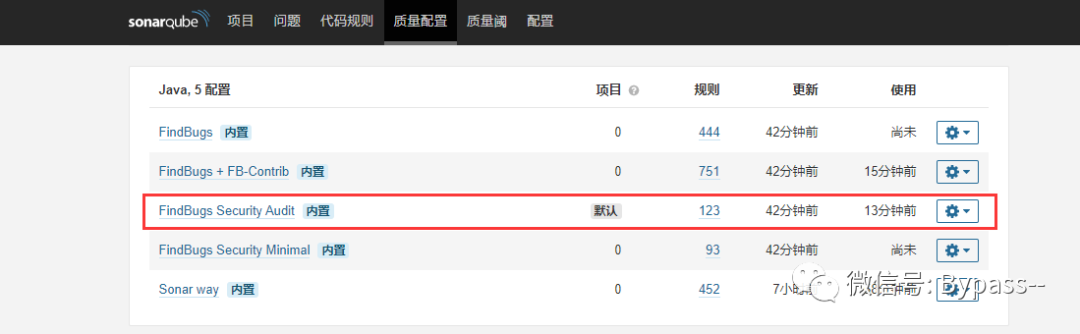 sonarqube 项目 问题 代码规则 质量配置 质量阈 配置
Java, 5 配置 项目 ? 规则 更新 使用
FindBugs 内置 0 444 42分钟前 尚未
FindBugs + FB-Contrib 内置 0 751 42分钟前 15分钟前
FindBugs Security Audit 内置 默认 123 42分钟前 13分钟前
FindBugs Security Minimal 内置 0 93 42分钟前 尚未
Sonar way 内置 0 452 7小时前
微信号: Bypass--